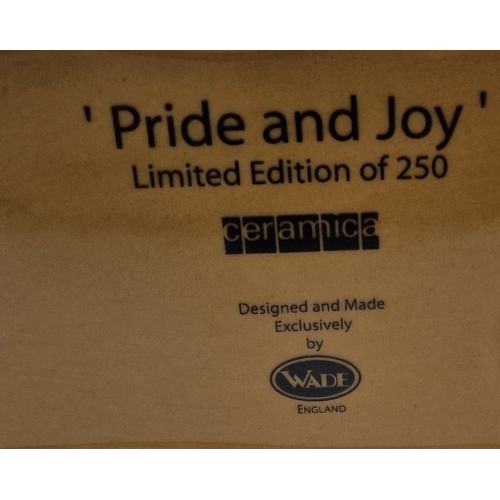 ' Pride and Joy '
Limited Edition of 250
ceramica
Designed and Made
Exclusively
by
WADE
ENGLAND